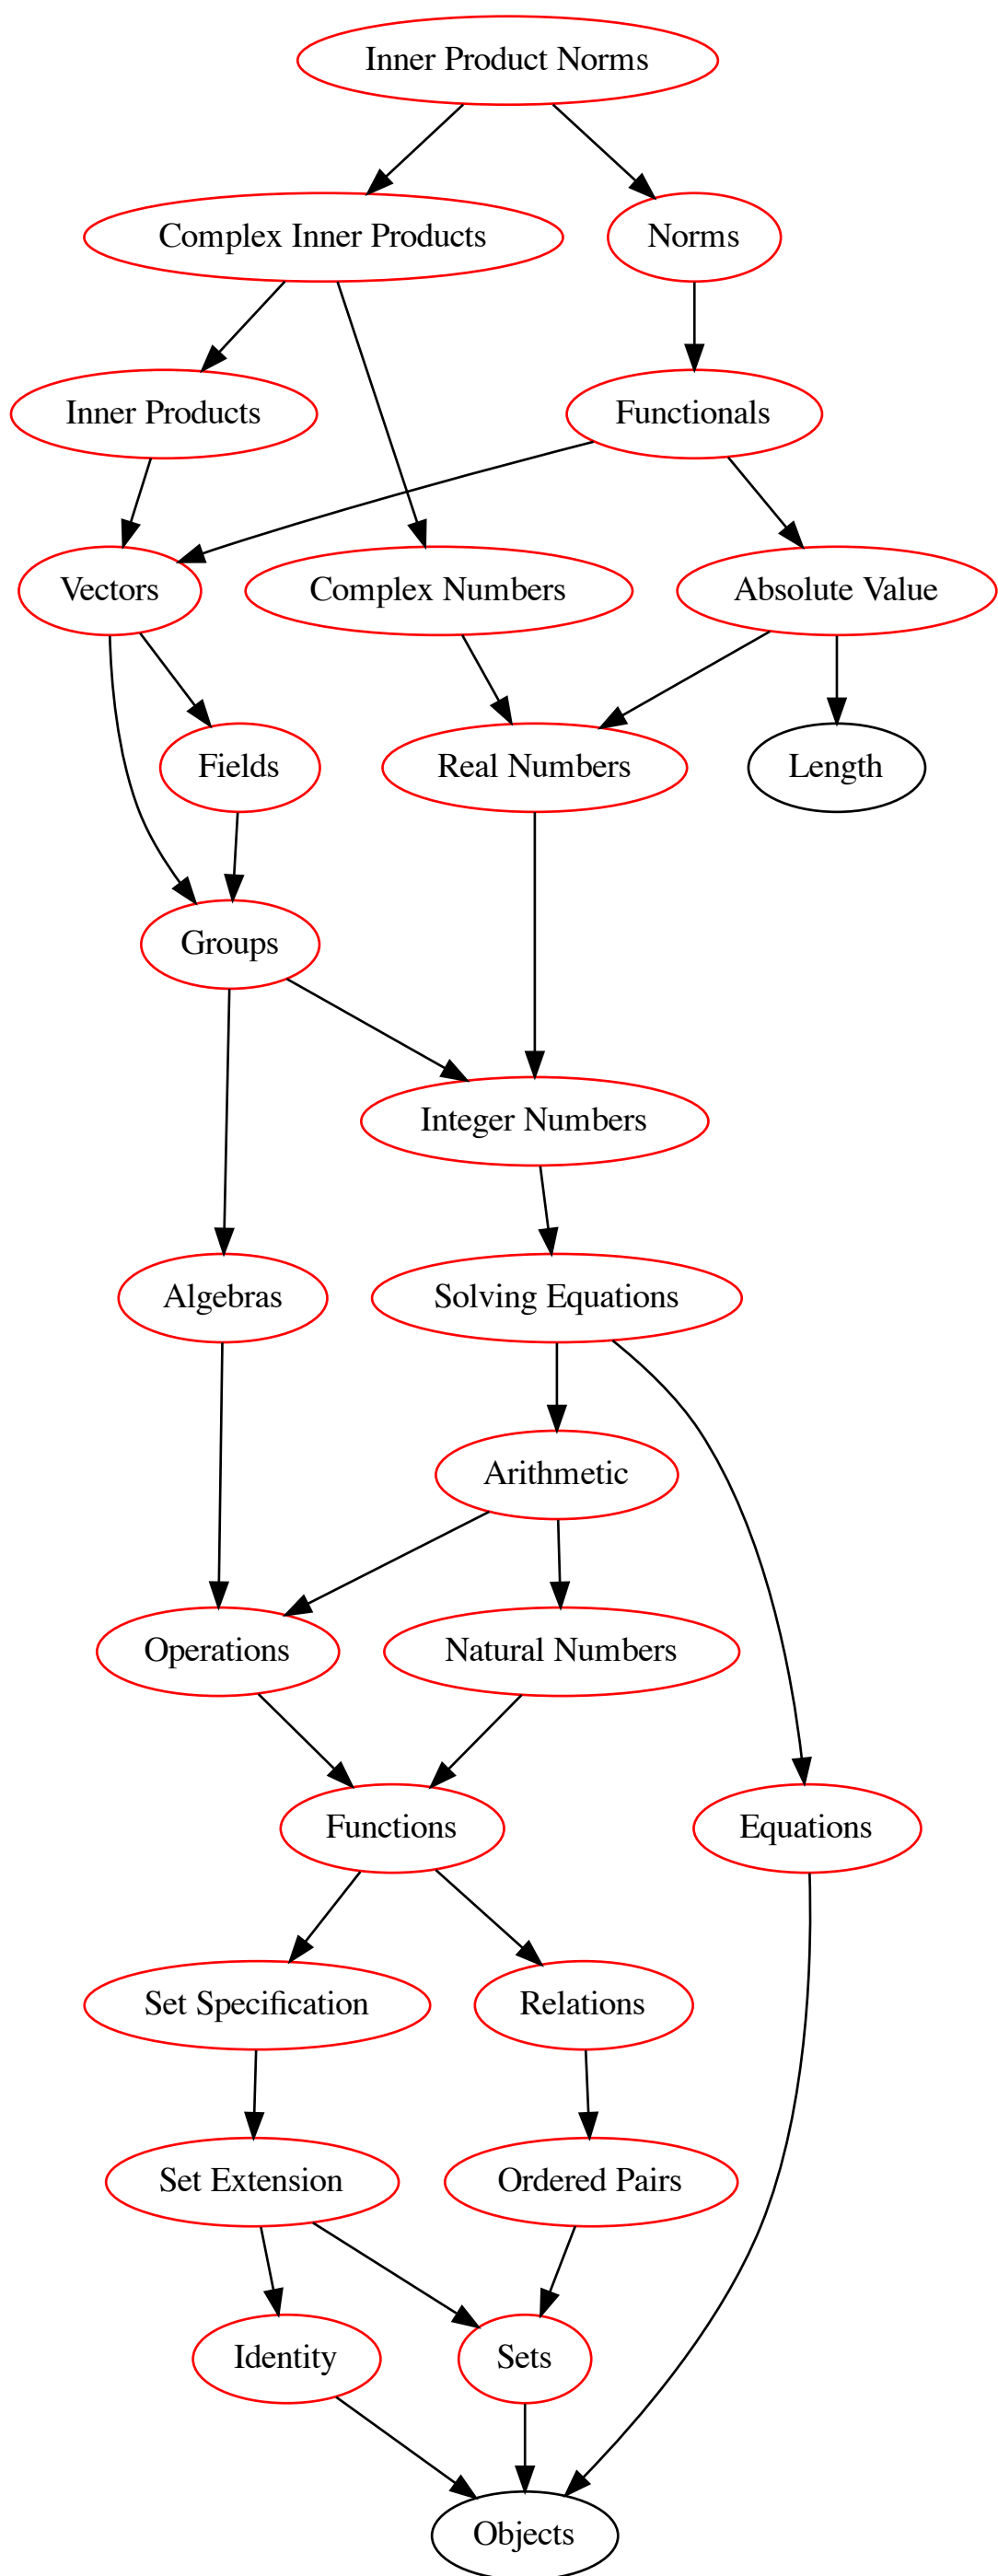 Inner Product Norms
Complex Inner Products
Norms
Inner Products
Functionals
Vectors
Complex Numbers
Absolute Value
Fields
Real Numbers
Length
Groups
Integer Numbers
Algebras
Solving Equations
Arithmetic
Operations
Natural Numbers
Functions
Equations
Set Specification
Relations
Set Extension
Ordered Pairs
Identity
Sets
Objects